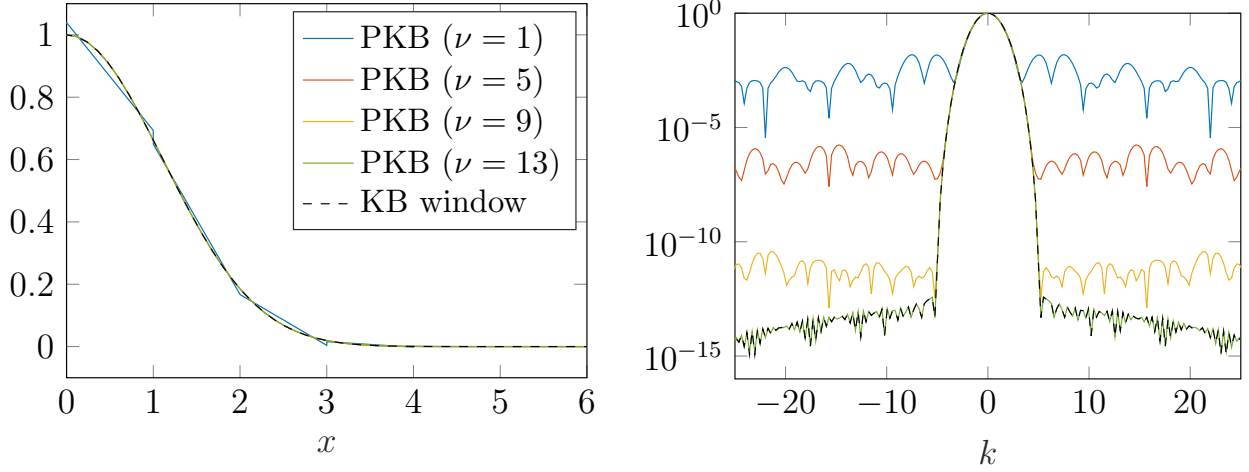 1
0.8
0.6
0.4
0.2
0
0 1 2 3 4 5 6
x
PKB (ν = 1)
PKB (ν = 5)
PKB (ν = 9)
PKB (ν = 13)
KB window
10⁰
10⁻⁵
10⁻¹⁰
10⁻¹⁵
−20 −10 0 10 20
k